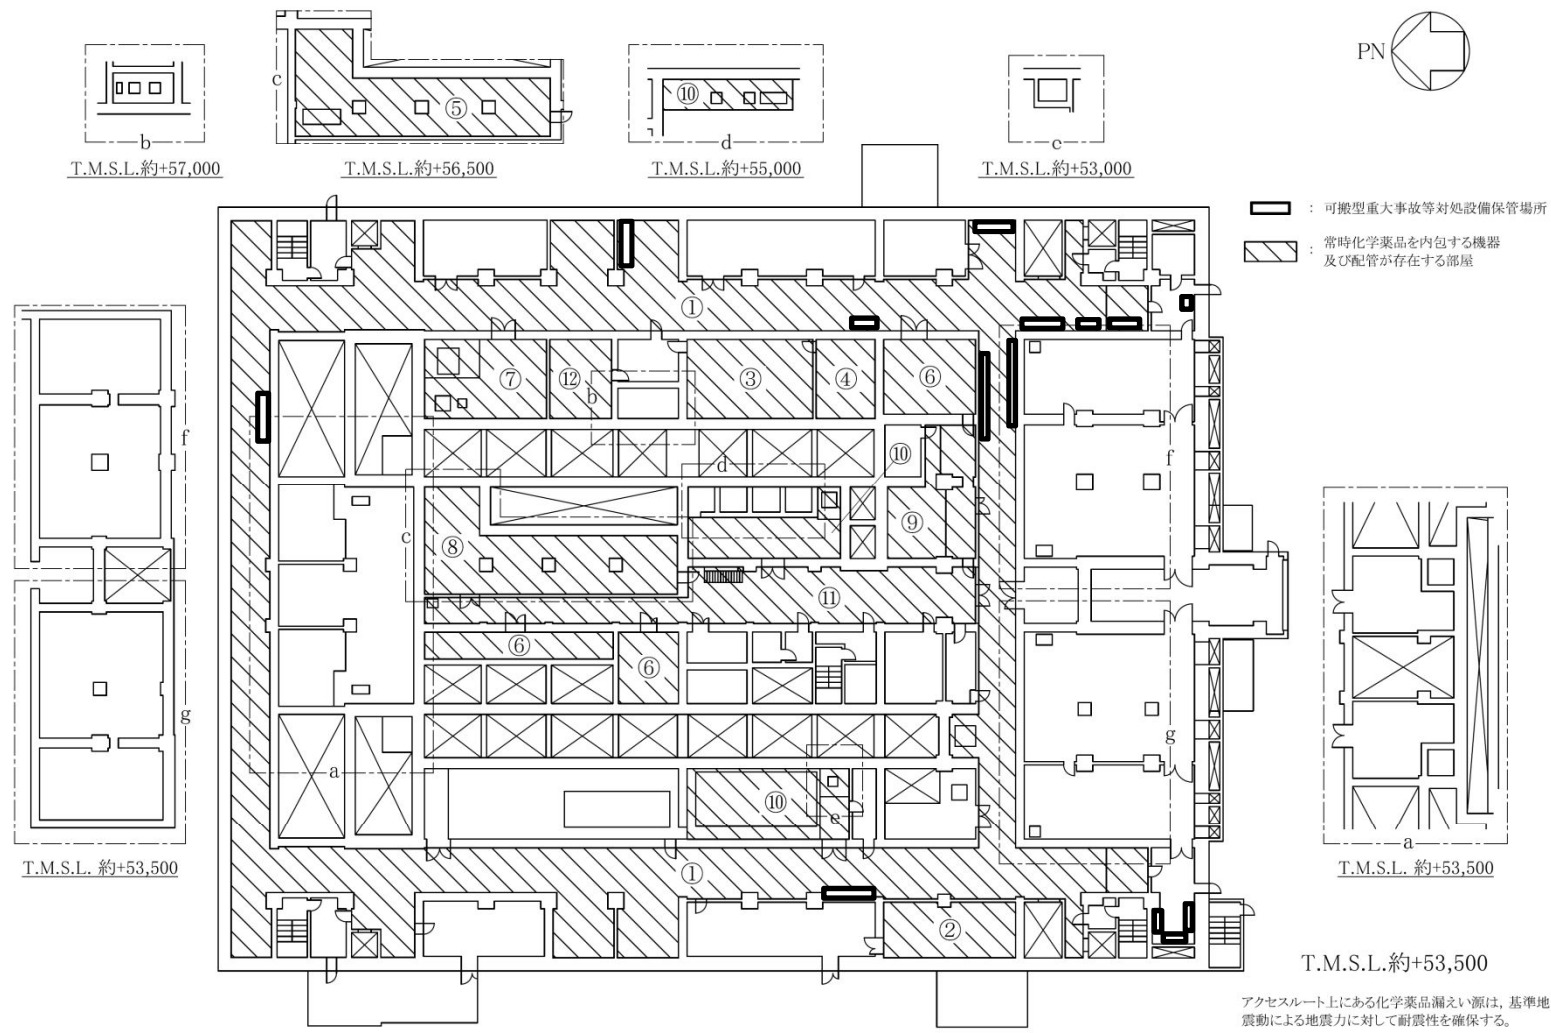 PN
c
⑤
⑩
b
d
c
T.M.S.L.約+57,000
T.M.S.L.約+56,500
T.M.S.L.約+55,000
T.M.S.L.約+53,000
： 可搬型重大事故等対処設備保管場所
： 常時化学薬品を内包する機器
及び配管が存在する部屋
①
⑦
⑫
③
④
⑥
b
f
f
d
⑩
c
⑧
⑨
⑪
⑥
⑥
g
g
a
⑩
e
a
T.M.S.L. 約+53,500
T.M.S.L. 約+53,500
①
②
T.M.S.L.約+53,500
アクセスルート上にある化学薬品漏えい源は，基準地
震動による地震力に対して耐震性を確保する。